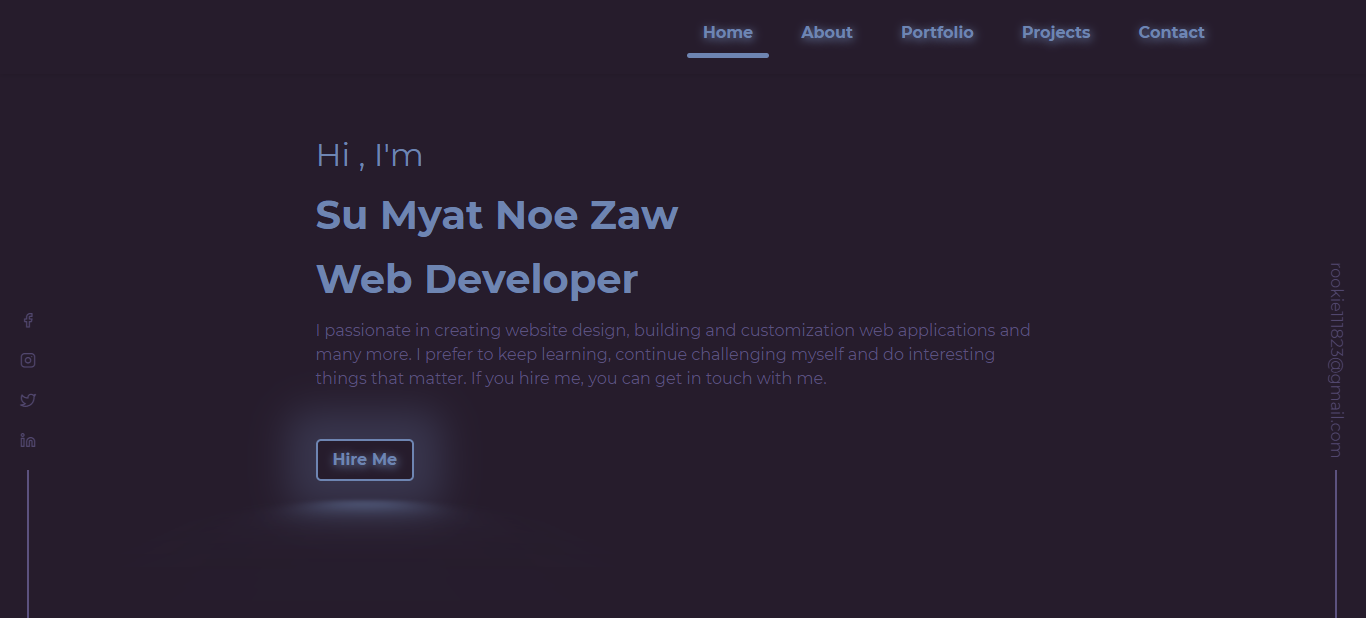 Home About Portfolio Projects Contact
Hi , I'm
Su Myat Noe Zaw
Web Developer
I passionate in creating website design, building and customization web applications and
many more. I prefer to keep learning, continue challenging myself and do interesting
things that matter. If you hire me, you can get in touch with me.
Hire Me
rookie111823@gmail.com